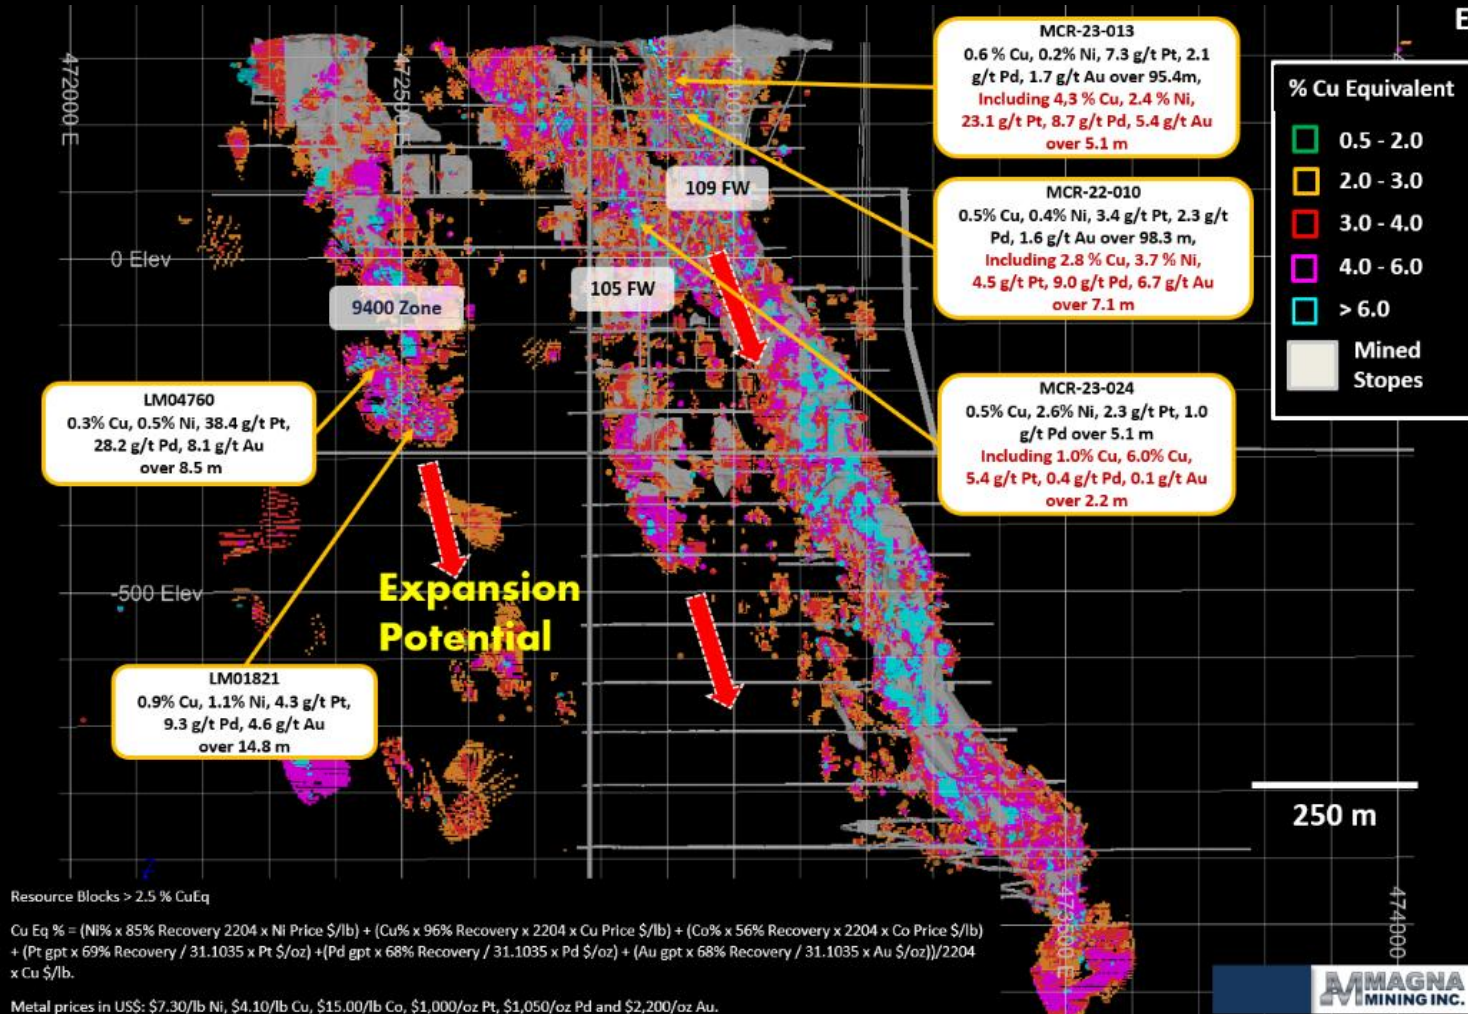 E
MCR-23-013
0.6 % Cu, 0.2% Ni, 7.3 g/t Pt, 2.1
g/t Pd, 1.7 g/t Au over 95.4m,
Including 4,3 % Cu, 2.4 % Ni,
23.1 g/t Pt, 8.7 g/t Pd, 5.4 g/t Au
over 5.1 m
% Cu Equivalent
0.5 - 2.0
2.0 - 3.0
3.0 - 4.0
4.0 - 6.0
> 6.0
Mined
Stopes
472000 E
472500 E
109 FW
MCR-22-010
0.5% Cu, 0.4% Ni, 3.4 g/t Pt, 2.3 g/t
Pd, 1.6 g/t Au over 98.3 m,
Including 2.8 % Cu, 3.7 % Ni,
4.5 g/t Pt, 9.0 g/t Pd, 6.7 g/t Au
over 7.1 m
0 Elev
105 FW
9400 Zone
LM04760
0.3% Cu, 0.5% Ni, 38.4 g/t Pt,
28.2 g/t Pd, 8.1 g/t Au
over 8.5 m
MCR-23-024
0.5% Cu, 2.6% Ni, 2.3 g/t Pt, 1.0
g/t Pd over 5.1 m
Including 1.0% Cu, 6.0% Cu,
5.4 g/t Pt, 0.4 g/t Pd, 0.1 g/t Au
over 2.2 m
-500 Elev
Expansion
Potential
LM01821
0.9% Cu, 1.1% Ni, 4.3 g/t Pt,
9.3 g/t Pd, 4.6 g/t Au
over 14.8 m
250 m
473500 E
474000
Resource Blocks > 2.5 % CuEq
Cu Eq % = (Ni% x 85% Recovery 2204 x Ni Price $/lb) + (Cu% x 96% Recovery x 2204 x Cu Price $/lb) + (Co% x 56% Recovery x 2204 x Co Price $/lb)
+ (Pt gpt x 69% Recovery / 31.1035 x Pt $/oz) +(Pd gpt x 68% Recovery / 31.1035 x Pd $/oz) + (Au gpt x 68% Recovery / 31.1035 x Au $/oz))/2204
x Cu $/lb.
Metal prices in US$: $7.30/lb Ni, $4.10/lb Cu, $15.00/lb Co, $1,000/oz Pt, $1,050/oz Pd and $2,200/oz Au.
MAGNA
MINING INC.